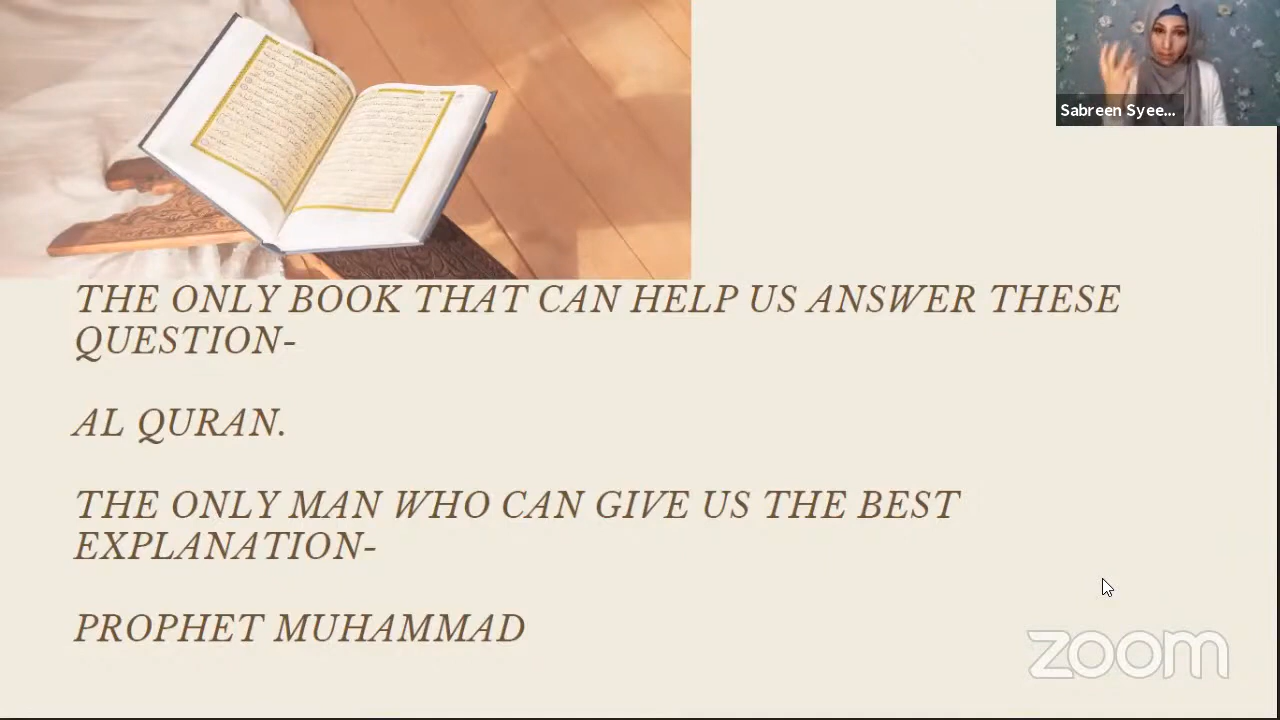 Sabreen Syee...
THE ONLY BOOK THAT CAN HELP US ANSWER THESE
QUESTION-
AL QURAN.
THE ONLY MAN WHO CAN GIVE US THE BEST
EXPLANATION-
PROPHET MUHAMMAD
zoom